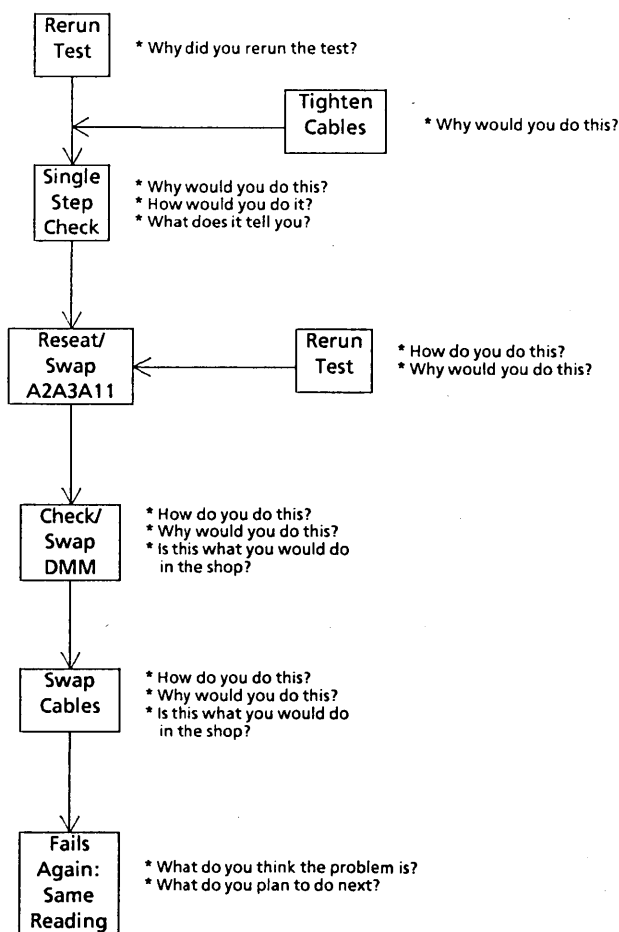 Rerun
Test
* Why did you rerun the test?
Tighten
Cables
* Why would you do this?
Single
Step
Check
* Why would you do this?
* How would you do it?
* What does it tell you?
Reseat/
Swap
A2A3A11
Rerun
Test
* How do you do this?
* Why would you do this?
Check/
Swap
DMM
* How do you do this?
* Why would you do this?
* Is this what you would do
in the shop?
Swap
Cables
* How do you do this?
* Why would you do this?
* Is this what you would do
in the shop?
Fails
Again:
Same
Reading
* What do you think the problem is?
* What do you plan to do next?